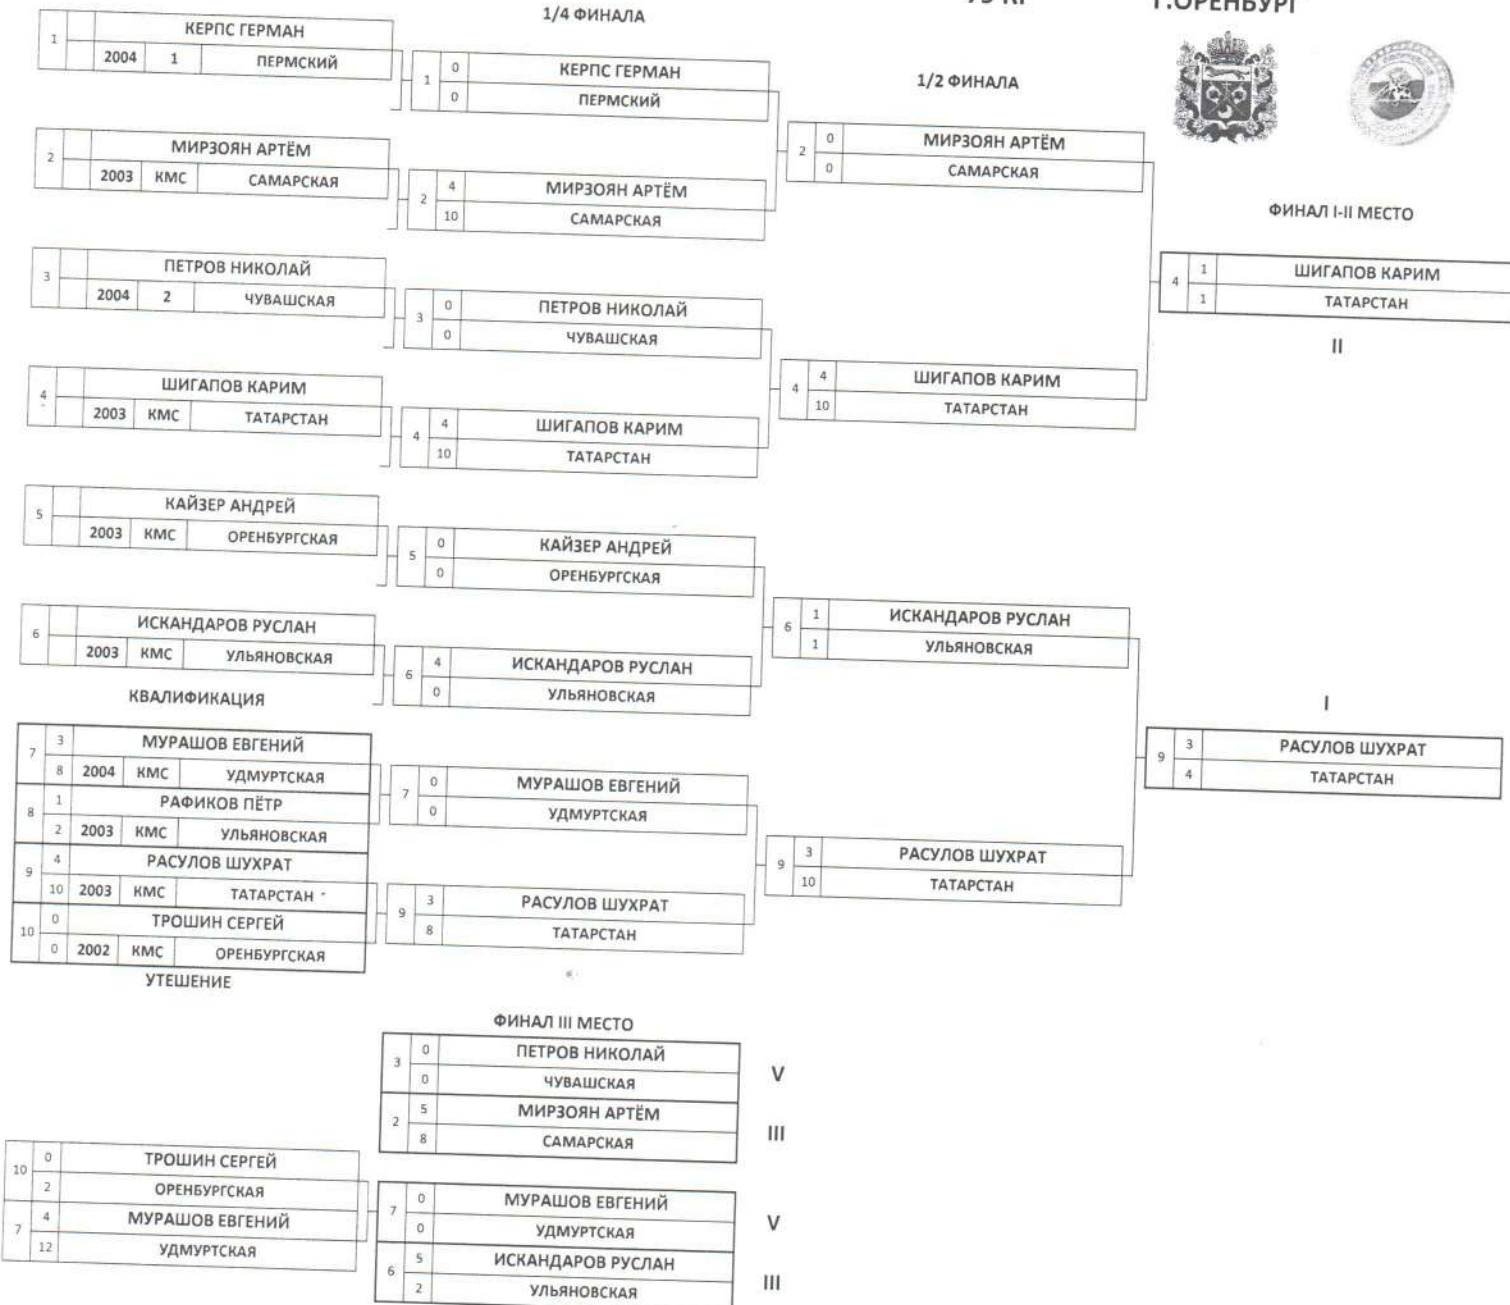 Г.ОРЕНБУРГ
1/4 ФИНАЛА
1/2 ФИНАЛА
ФИНАЛ I-II МЕСТО
1 КЕРПС ГЕРМАН
2004 1 ПЕРМСКИЙ
2 МИРЗОЯН АРТЁМ
2003 КМС САМАРСКАЯ
3 ПЕТРОВ НИКОЛАЙ
2004 2 ЧУВАШСКАЯ
4 ШИГАПОВ КАРИМ
2003 КМС ТАТАРСТАН
5 КАЙЗЕР АНДРЕЙ
2003 КМС ОРЕНБУРГСКАЯ
6 ИСКАНДАРОВ РУСЛАН
2003 КМС УЛЬЯНОВСКАЯ
КВАЛИФИКАЦИЯ
7 3 МУРАШОВ ЕВГЕНИЙ
8 2004 КМС УДМУРТСКАЯ
8 1 РАФИКОВ ПЁТР
2 2003 КМС УЛЬЯНОВСКАЯ
9 4 РАСУЛОВ ШУХРАТ
10 2003 КМС ТАТАРСТАН
10 0 ТРОШИН СЕРГЕЙ
0 2002 КМС ОРЕНБУРГСКАЯ
УТЕШЕНИЕ
1 0 КЕРПС ГЕРМАН
0 ПЕРМСКИЙ
2 4 МИРЗОЯН АРТЁМ
10 САМАРСКАЯ
3 0 ПЕТРОВ НИКОЛАЙ
0 ЧУВАШСКАЯ
4 4 ШИГАПОВ КАРИМ
10 ТАТАРСТАН
5 0 КАЙЗЕР АНДРЕЙ
0 ОРЕНБУРГСКАЯ
6 4 ИСКАНДАРОВ РУСЛАН
0 УЛЬЯНОВСКАЯ
7 0 МУРАШОВ ЕВГЕНИЙ
0 УДМУРТСКАЯ
9 3 РАСУЛОВ ШУХРАТ
8 ТАТАРСТАН
2 0 МИРЗОЯН АРТЁМ
0 САМАРСКАЯ
4 4 ШИГАПОВ КАРИМ
10 ТАТАРСТАН
6 1 ИСКАНДАРОВ РУСЛАН
1 УЛЬЯНОВСКАЯ
9 3 РАСУЛОВ ШУХРАТ
10 ТАТАРСТАН
4 1 ШИГАПОВ КАРИМ
1 ТАТАРСТАН
II
I
9 3 РАСУЛОВ ШУХРАТ
4 ТАТАРСТАН
ФИНАЛ III МЕСТО
3 0 ПЕТРОВ НИКОЛАЙ
0 ЧУВАШСКАЯ
V
2 5 МИРЗОЯН АРТЁМ
8 САМАРСКАЯ
III
10 0 ТРОШИН СЕРГЕЙ
2 ОРЕНБУРГСКАЯ
7 4 МУРАШОВ ЕВГЕНИЙ
12 УДМУРТСКАЯ
7 0 МУРАШОВ ЕВГЕНИЙ
0 УДМУРТСКАЯ
V
6 5 ИСКАНДАРОВ РУСЛАН
2 УЛЬЯНОВСКАЯ
III